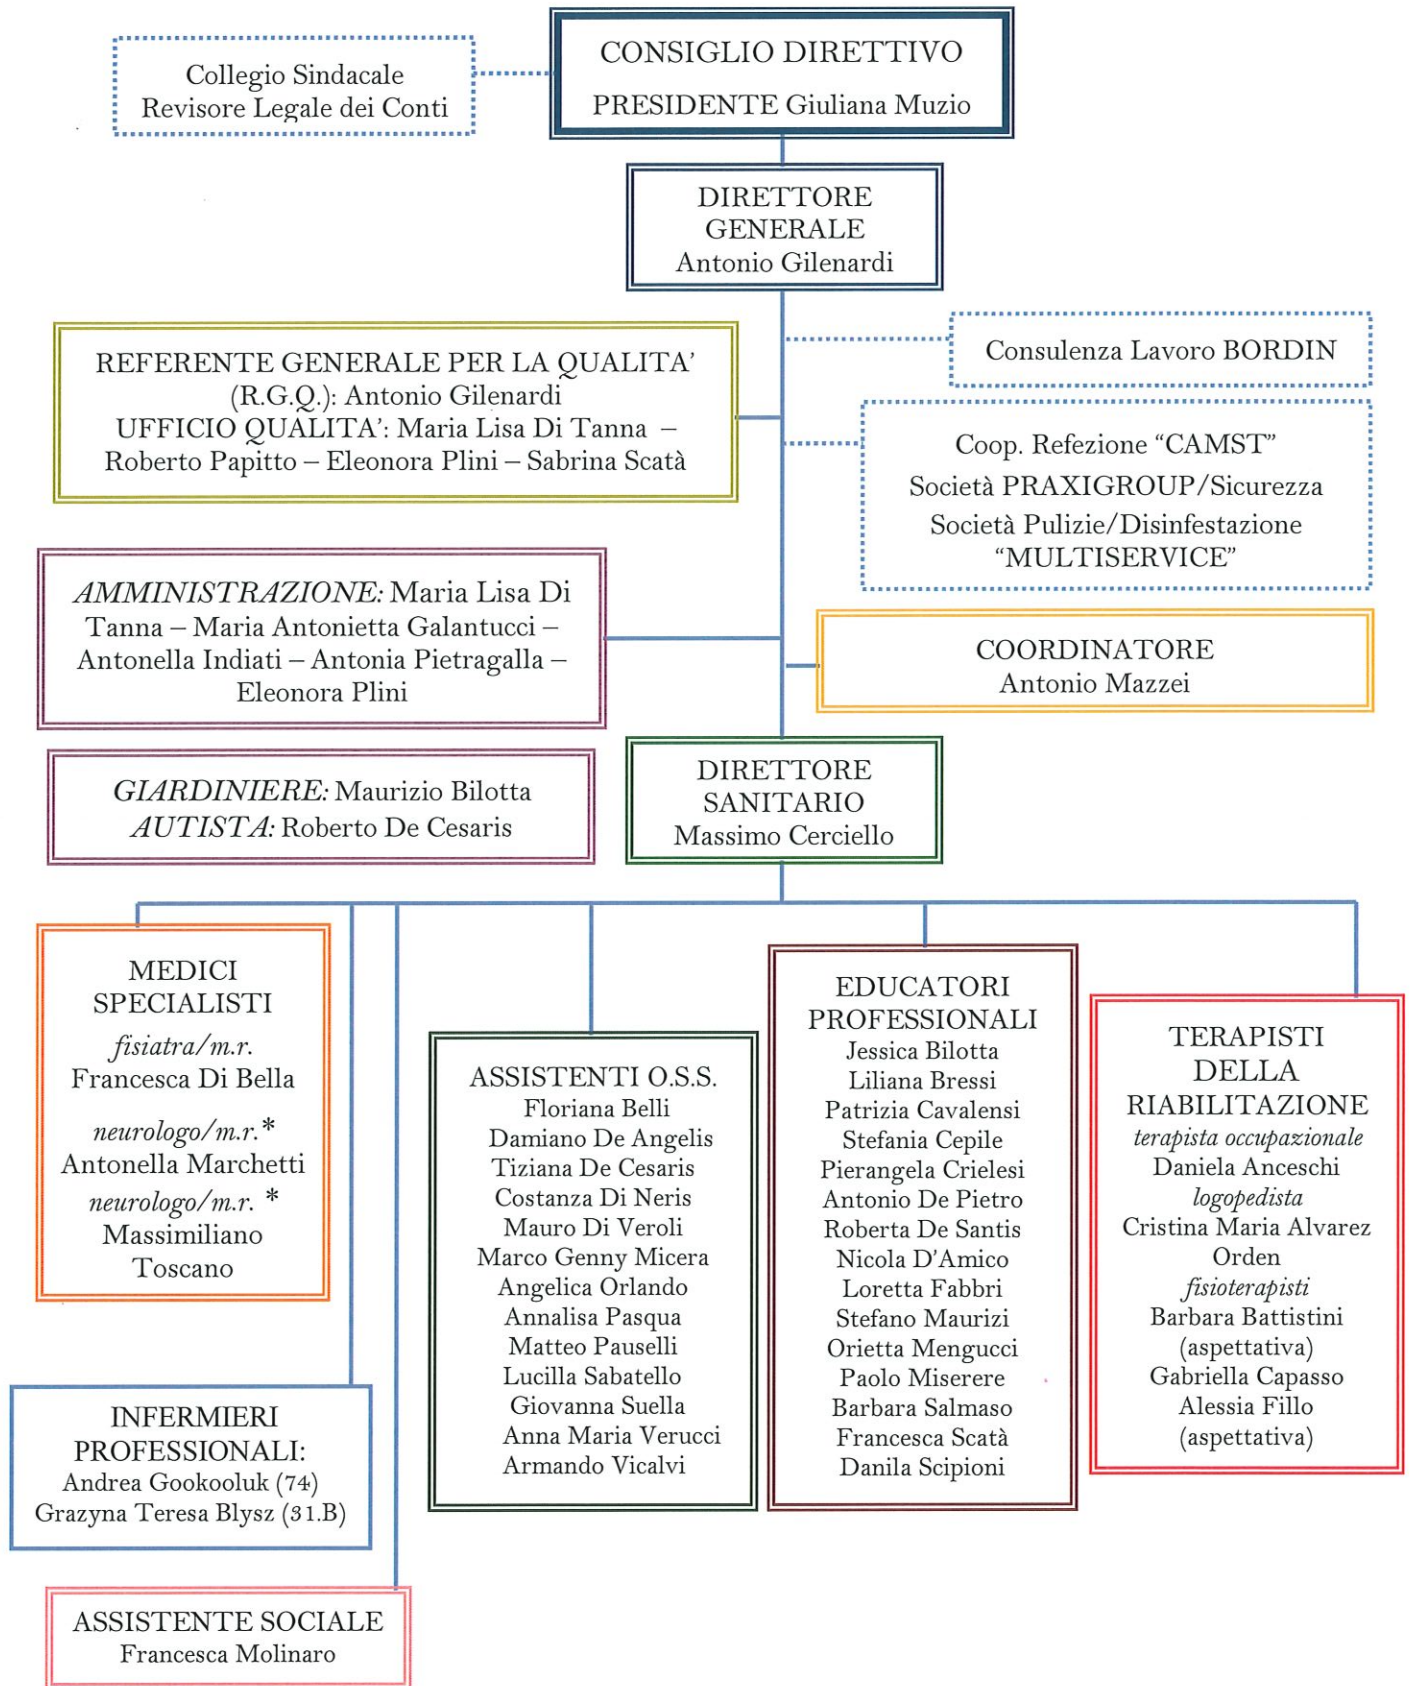 CONSIGLIO DIRETTIVO
PRESIDENTE Giuliana Muzio
Collegio Sindacale
Revisore Legale dei Conti
DIRETTORE
GENERALE
Antonio Gilenardi
REFERENTE GENERALE PER LA QUALITA’
(R.G.Q.): Antonio Gilenardi
UFFICIO QUALITA’: Maria Lisa Di Tanna –
Roberto Papitto – Eleonora Plini – Sabrina Scatà
Consulenza Lavoro BORDIN
Coop. Refezione “CAMST”
Società PRAXIGROUP/Sicurezza
Società Pulizie/Disinfestazione
“MULTISERVICE”
AMMINISTRAZIONE: Maria Lisa Di
Tanna – Maria Antonietta Galantucci –
Antonella Indiati – Antonia Pietragalla –
Eleonora Plini
COORDINATORE
Antonio Mazzei
GIARDINIERE: Maurizio Bilotta
AUTISTA: Roberto De Cesaris
DIRETTORE
SANITARIO
Massimo Cerciello
MEDICI
SPECIALISTI
fisiatra/m.r.
Francesca Di Bella
neurologo/m.r.*
Antonella Marchetti
neurologo/m.r. *
Massimiliano
Toscano
INFERMIERI
PROFESSIONALI:
Andrea Gookooluk (74)
Grazyna Teresa Blysz (31.B)
ASSISTENTE SOCIALE
Francesca Molinaro
ASSISTENTI O.S.S.
Floriana Belli
Damiano De Angelis
Tiziana De Cesaris
Costanza Di Neris
Mauro Di Veroli
Marco Genny Micera
Angelica Orlando
Annalisa Pasqua
Matteo Pauselli
Lucilla Sabatello
Giovanna Suella
Anna Maria Verucci
Armando Vicalvi
EDUCATORI
PROFESSIONALI
Jessica Bilotta
Liliana Bressi
Patrizia Cavalensi
Stefania Cepile
Pierangela Crielesi
Antonio De Pietro
Roberta De Santis
Nicola D’Amico
Loretta Fabbri
Stefano Maurizi
Orietta Mengucci
Paolo Miserere
Barbara Salmaso
Francesca Scatà
Danila Scipioni
TERAPISTI
DELLA
RIABILITAZIONE
terapista occupazionale
Daniela Anceschi
logopedista
Cristina Maria Alvarez
Orden
fisioterapisti
Barbara Battistini
(aspettativa)
Gabriella Capasso
Alessia Fillo
(aspettativa)